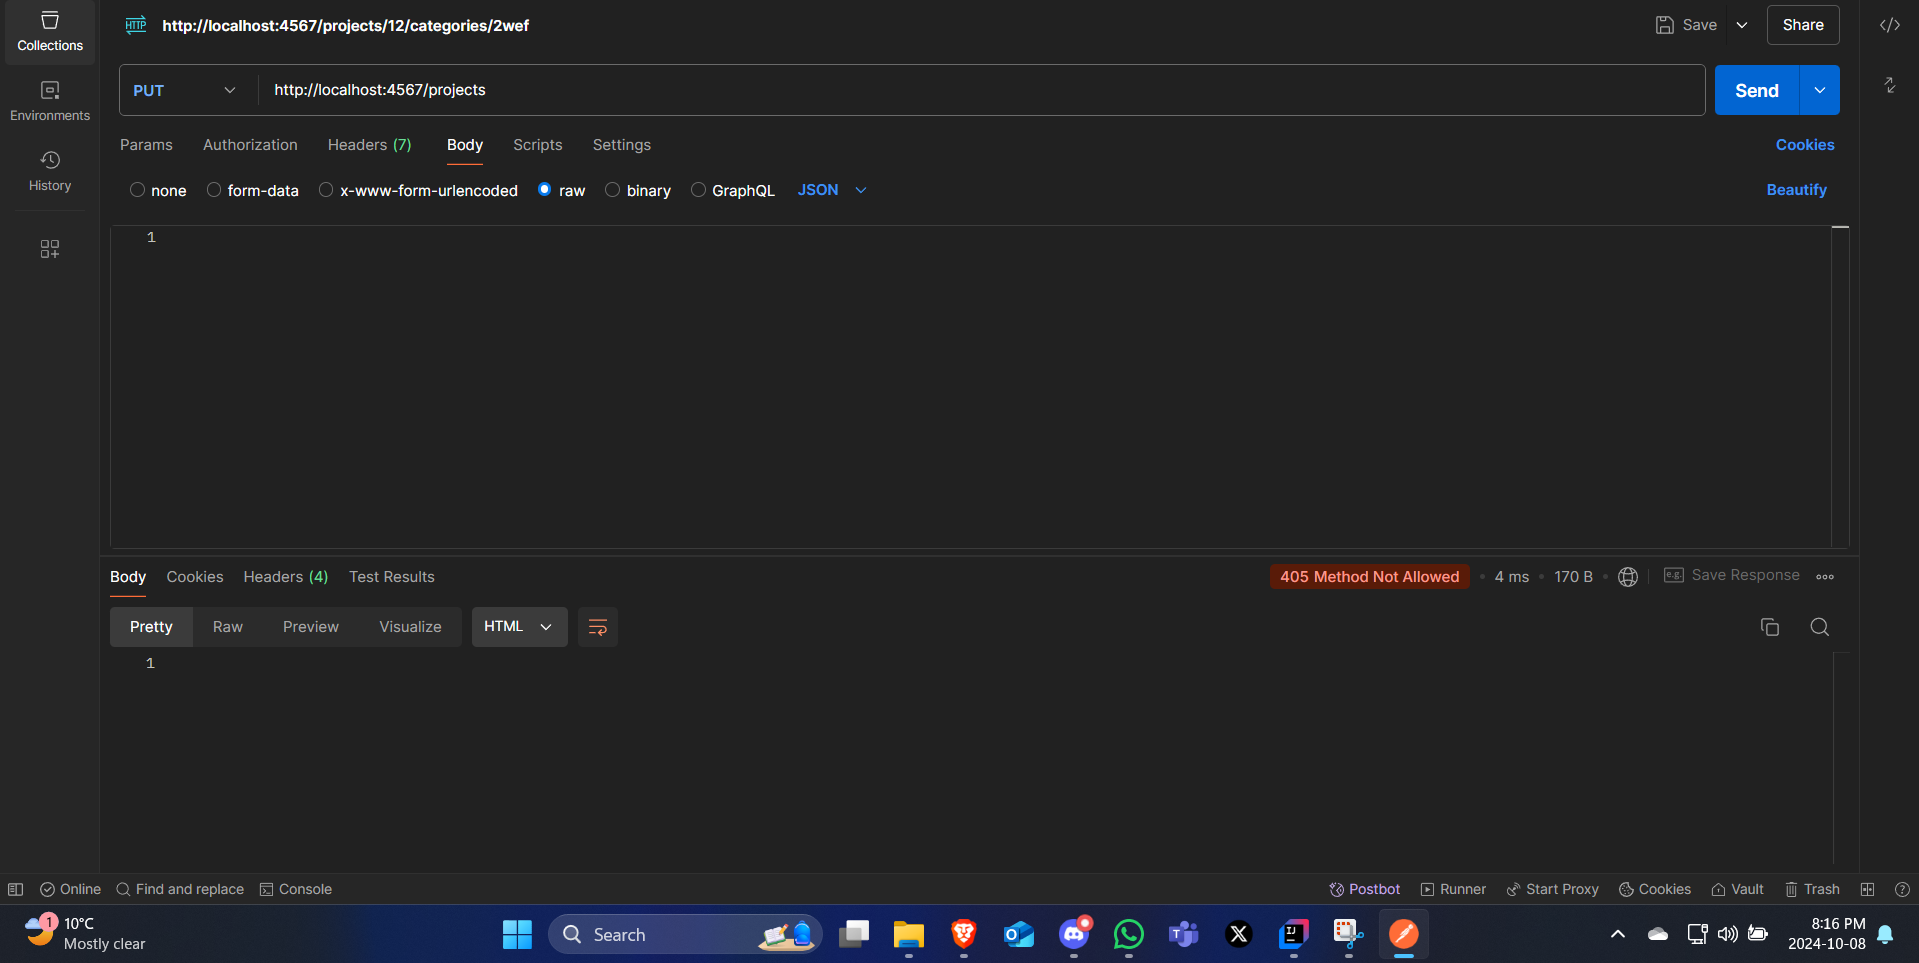 Collections
Environments
History
HTTP http://localhost:4567/projects/12/categories/2wef
Save
Share
PUT http://localhost:4567/projects
Send
Params Authorization Headers (7) Body Scripts Settings
Cookies
none form-data x-www-form-urlencoded raw binary GraphQL JSON
Beautify
1
Body Cookies Headers (4) Test Results
405 Method Not Allowed • 4 ms • 170 B •
e.g. Save Response
Pretty Raw Preview Visualize HTML
1
Online Find and replace Console
Postbot Runner Start Proxy Cookies Vault Trash
1 10°C
Mostly clear
Search
IJ
T
X
8:16 PM
2024-10-08